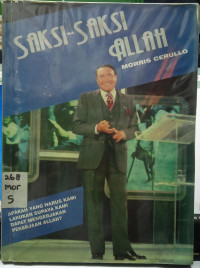 SAKSI-SAKSI
ALLAH
MORRIS CERULLO
268
Mor
S
APAKAH YANG HARUS KAMI
LAKUKAN SUPAYA KAMI
DAPAT MENGERJAKAN
PEKERJAAN ALLAH?